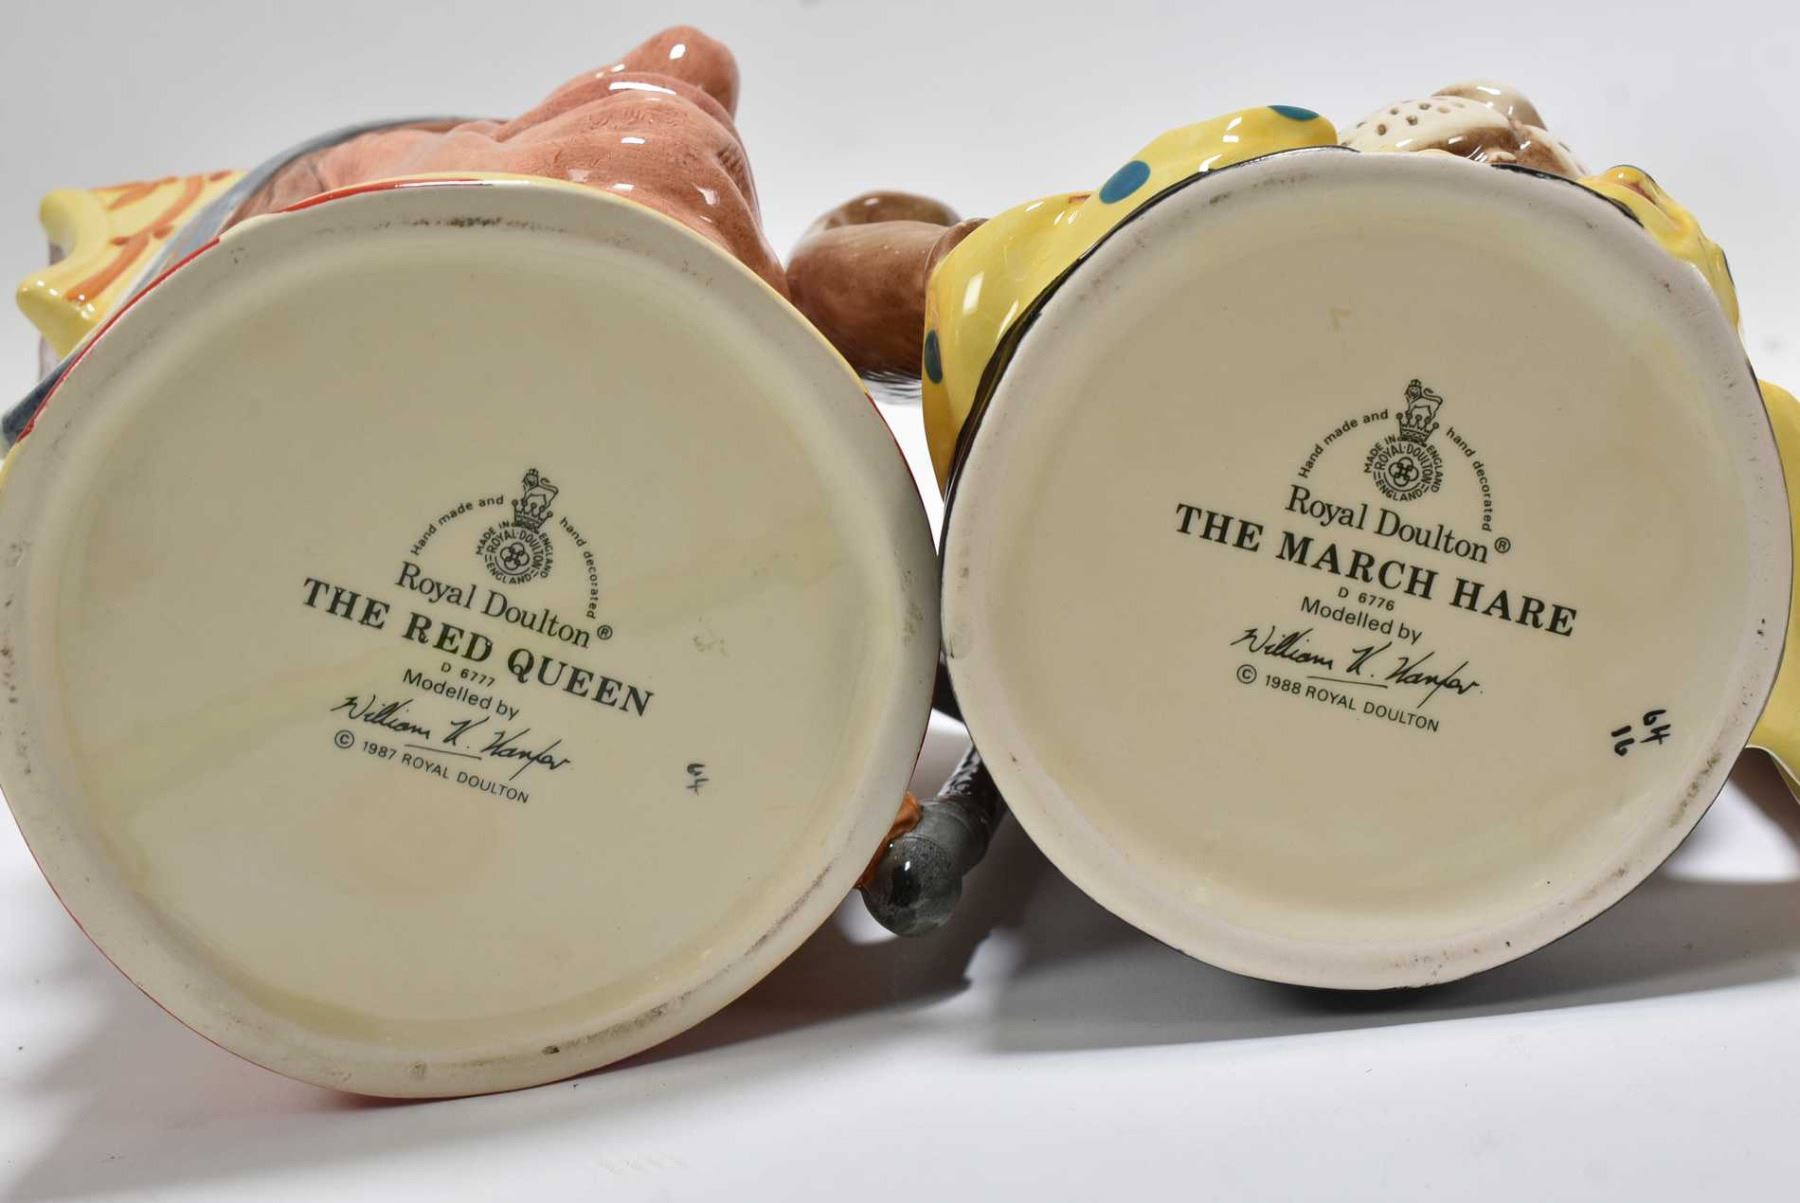 Hand made and hand decorated
MADE IN ENGLAND
ROYAL·DOULTON
ENGLAND
Royal Doulton®
THE RED QUEEN
D 6777
Modelled by
William K. Harper
© 1987 ROYAL DOULTON
Hand made and hand decorated
MADE IN ENGLAND
ROYAL·DOULTON
ENGLAND
Royal Doulton®
THE MARCH HARE
D 6776
Modelled by
William K. Harper.
© 1988 ROYAL DOULTON